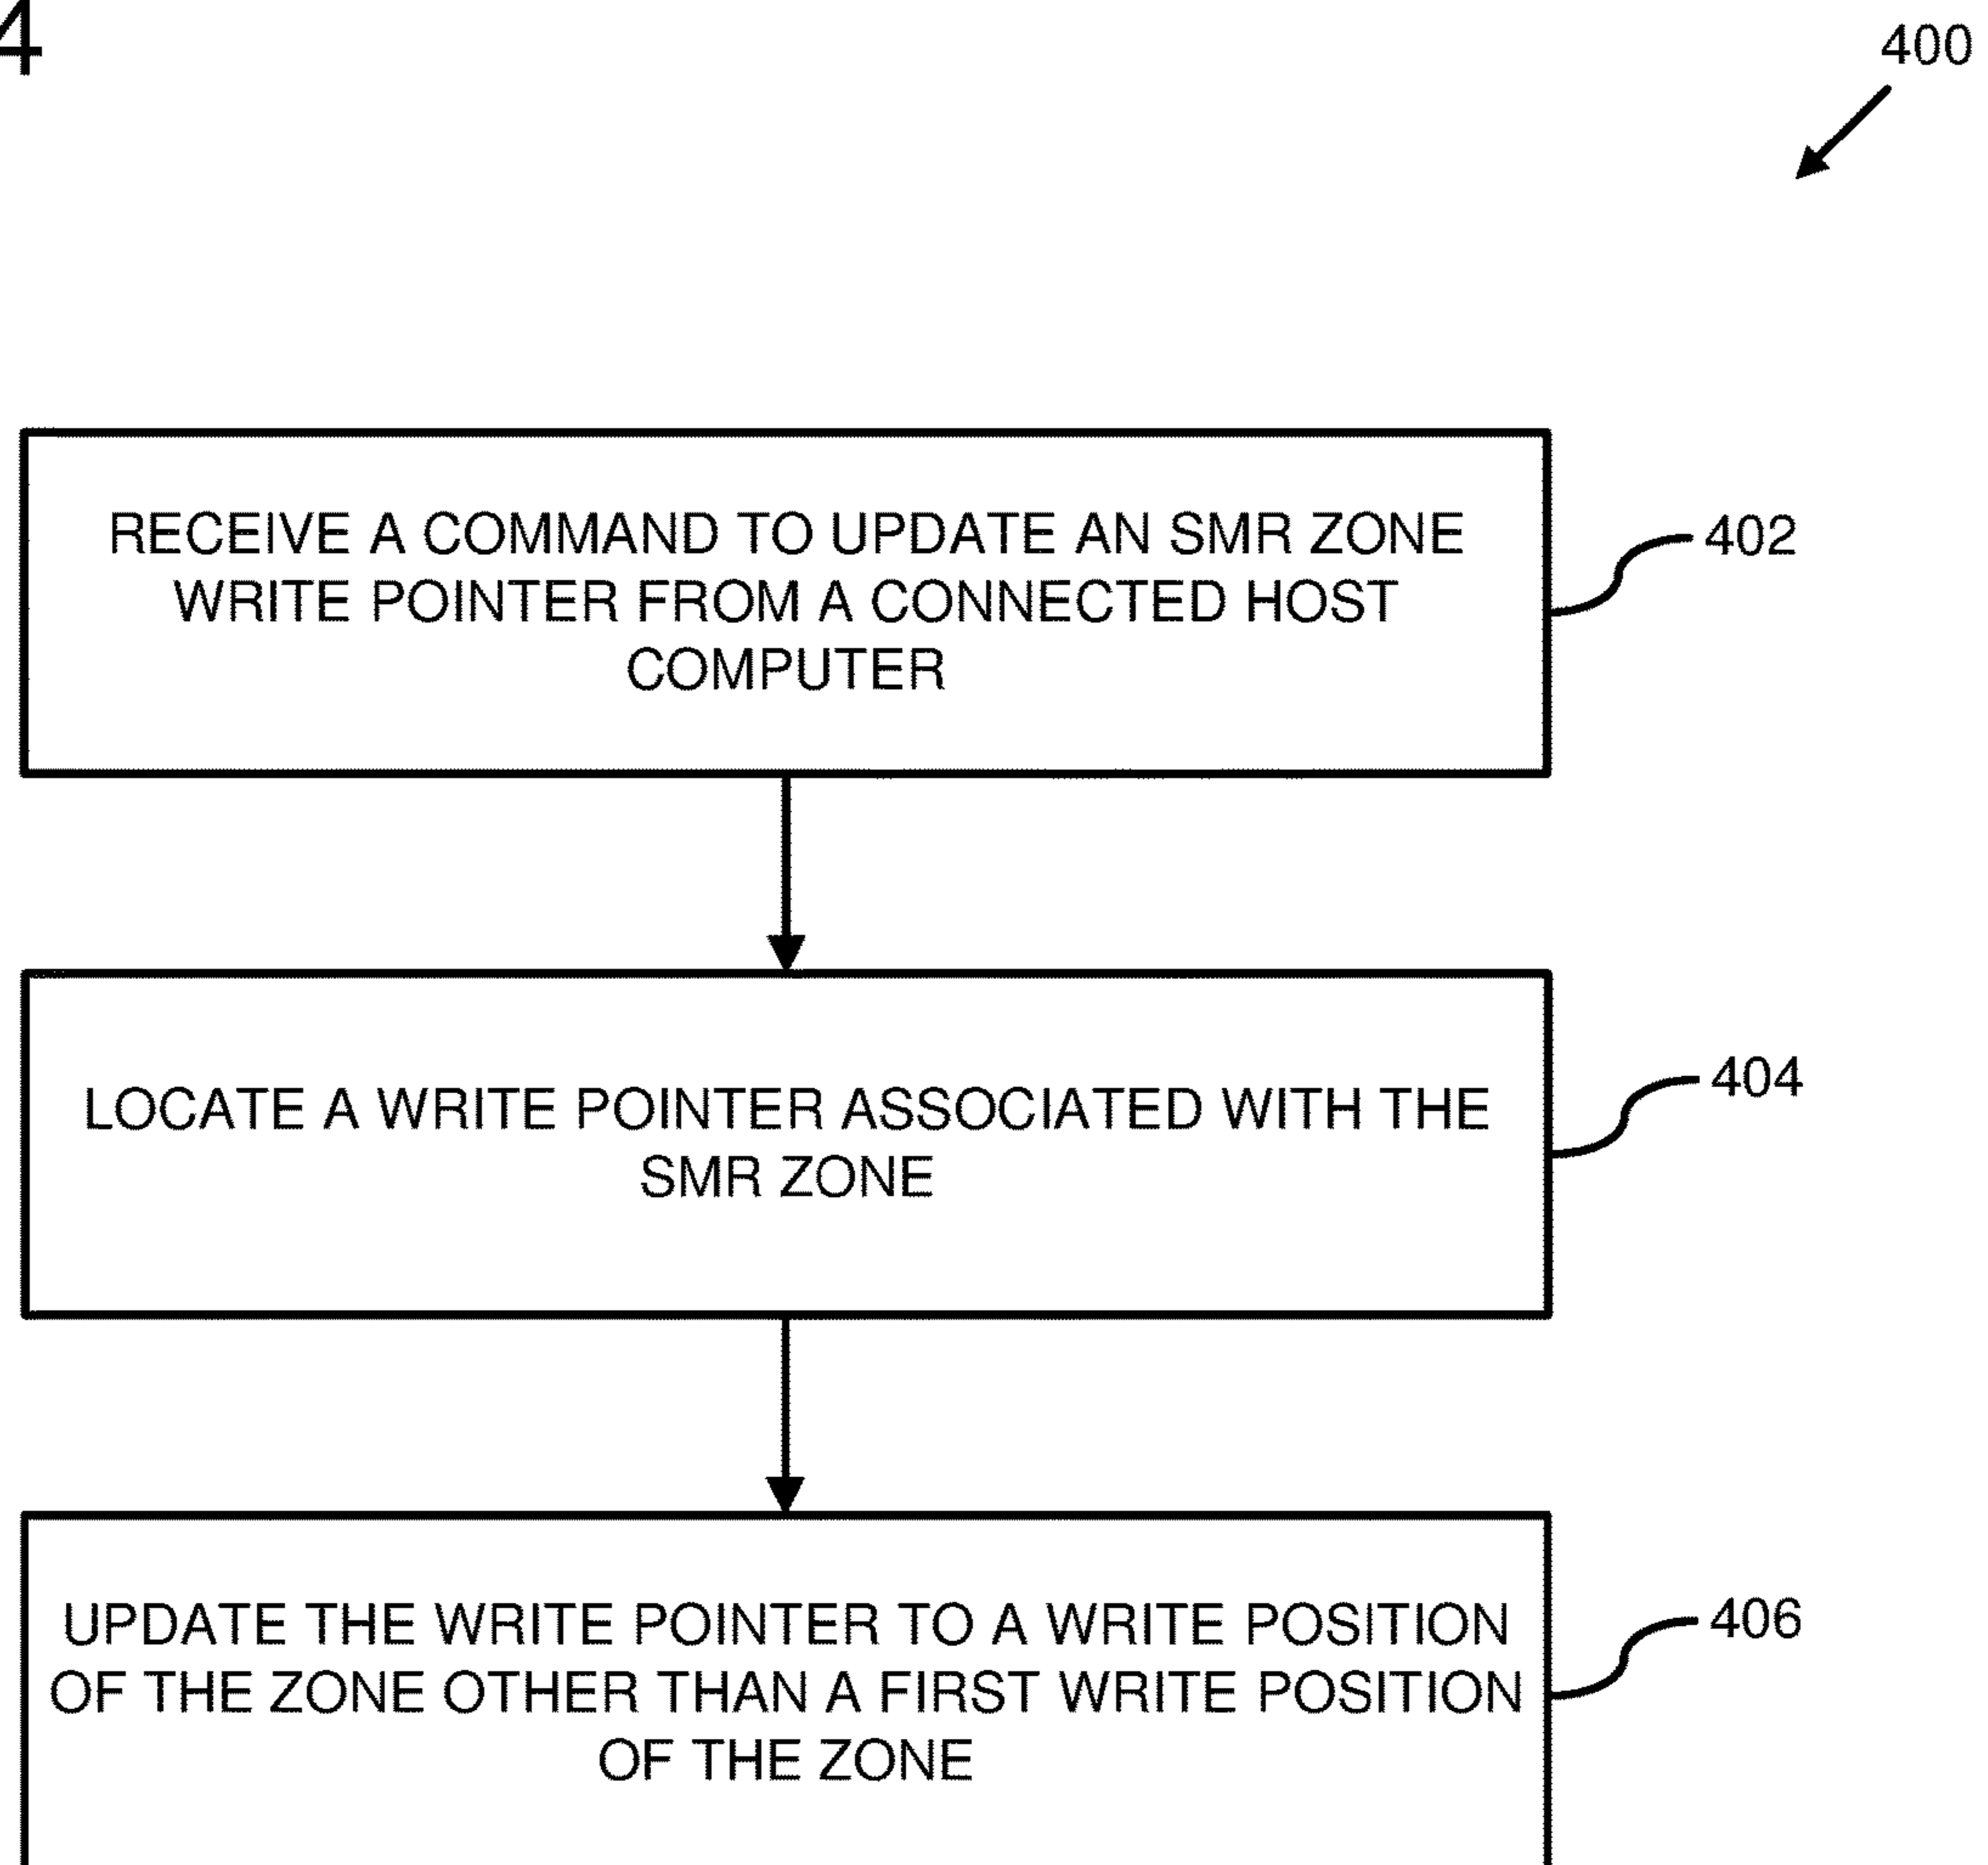 4
400
RECEIVE A COMMAND TO UPDATE AN SMR ZONE
WRITE POINTER FROM A CONNECTED HOST
COMPUTER
402
LOCATE A WRITE POINTER ASSOCIATED WITH THE
SMR ZONE
404
UPDATE THE WRITE POINTER TO A WRITE POSITION
OF THE ZONE OTHER THAN A FIRST WRITE POSITION
OF THE ZONE
406